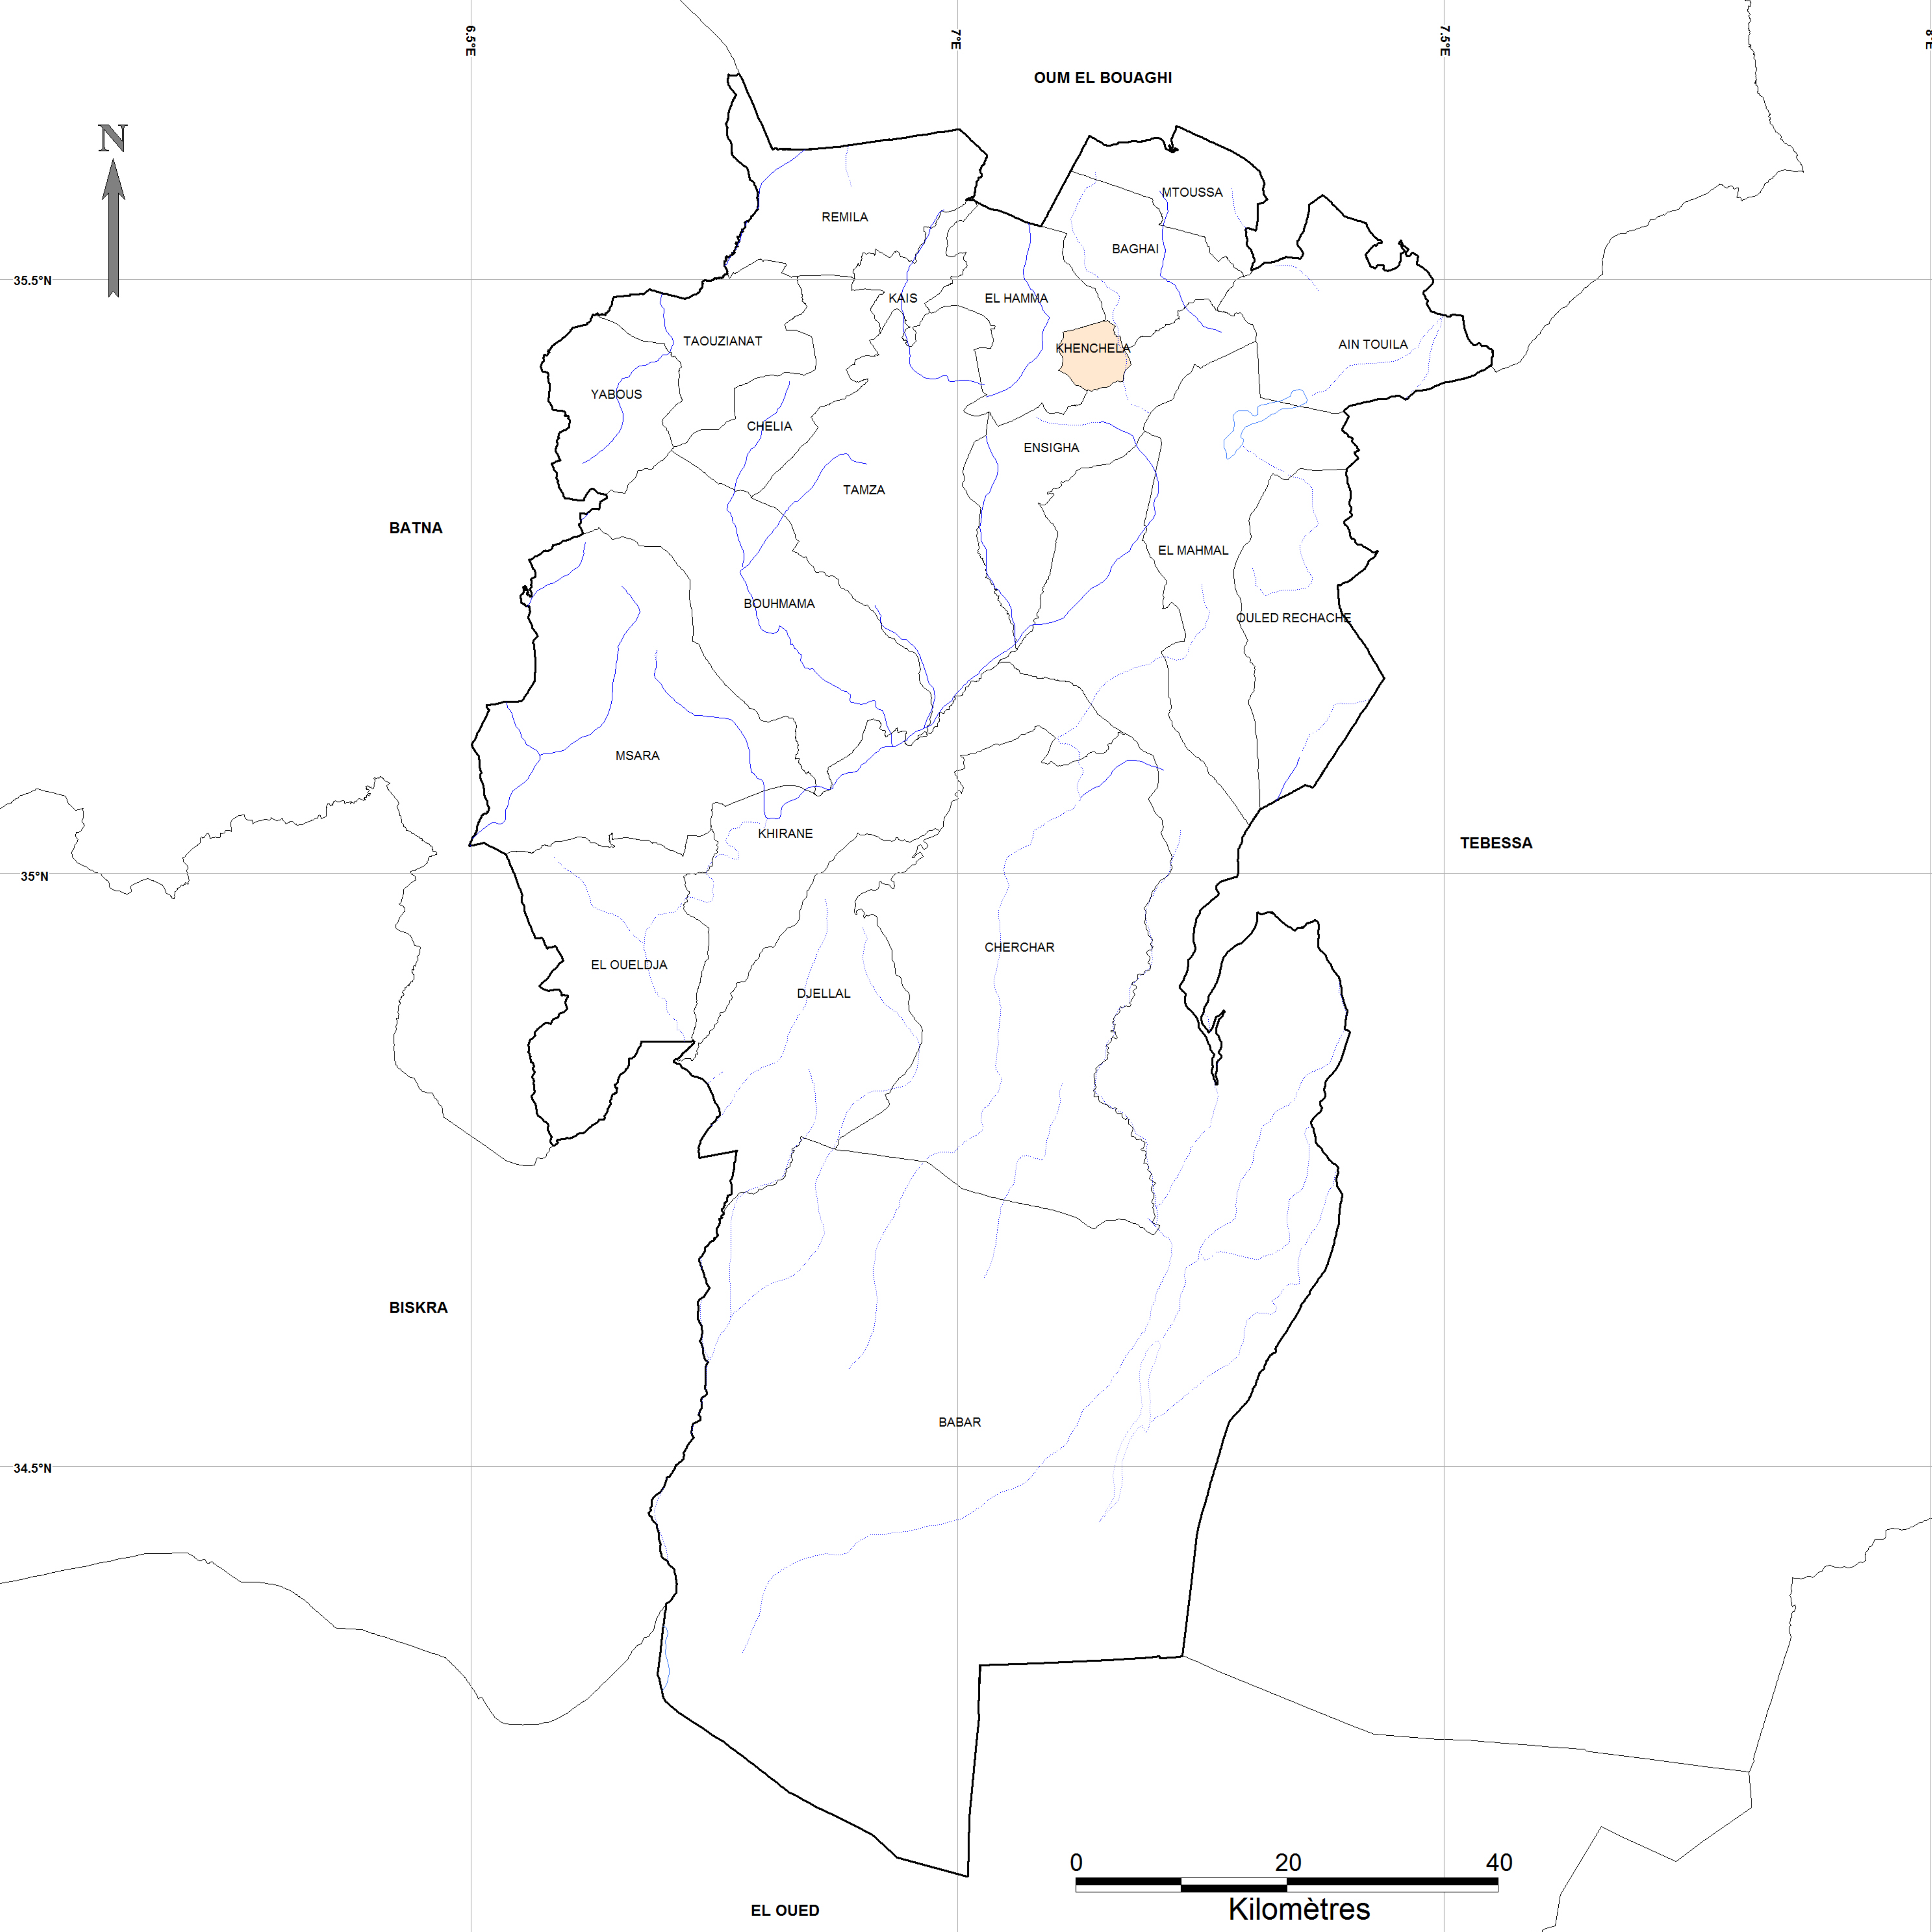 6.5°E
7°E
7.5°E
8°E
OUM EL BOUAGHI
N
MTOUSSA
REMILA
BAGHAI
35.5°N
KAIS
EL HAMMA
TAOUZIANAT
AIN TOUILA
KHENCHELA
YABOUS
CHELIA
ENSIGHA
TAMZA
BATNA
EL MAHMAL
BOUHMAMA
OULED RECHACHE
MSARA
KHIRANE
TEBESSA
35°N
CHERCHAR
EL OUELDJA
DJELLAL
BISKRA
BABAR
34.5°N
0 20 40
Kilomètres
EL OUED